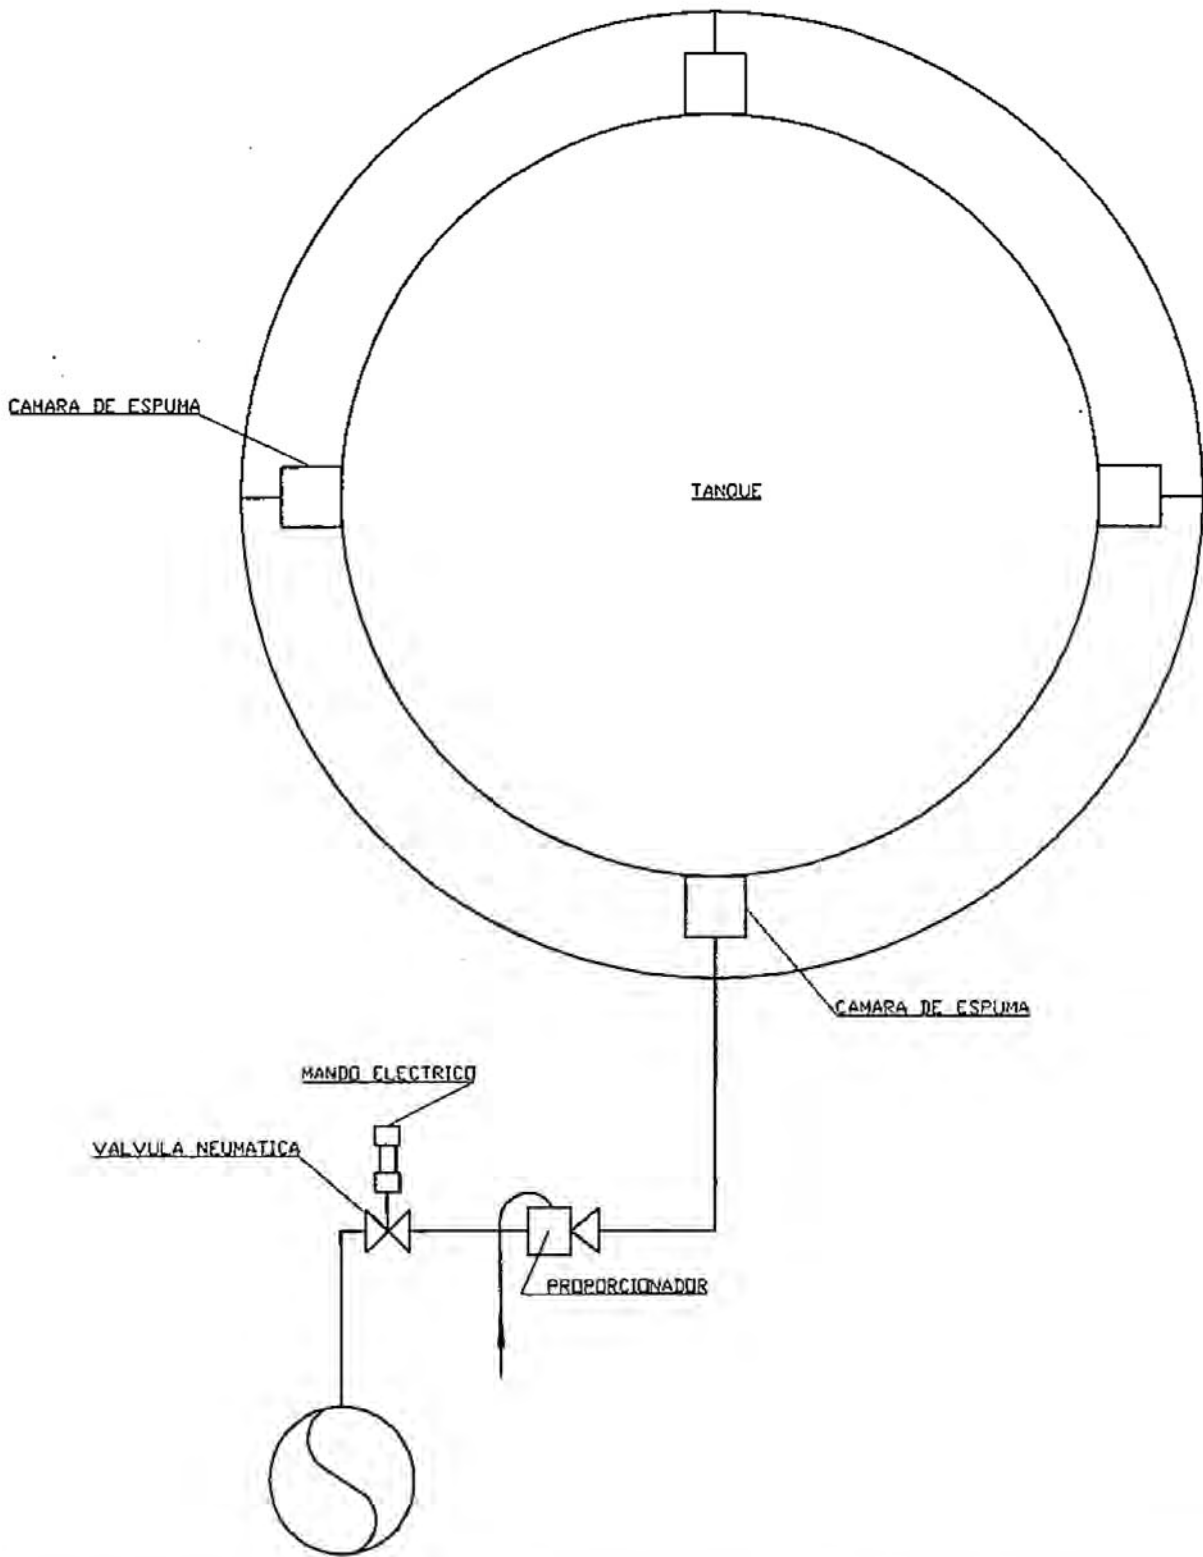 CAMARA DE ESPUMA
TANQUE
CAMARA DE ESPUMA
MANDO ELECTRICO
VALVULA NEUMATICA
PROPORCIONADOR